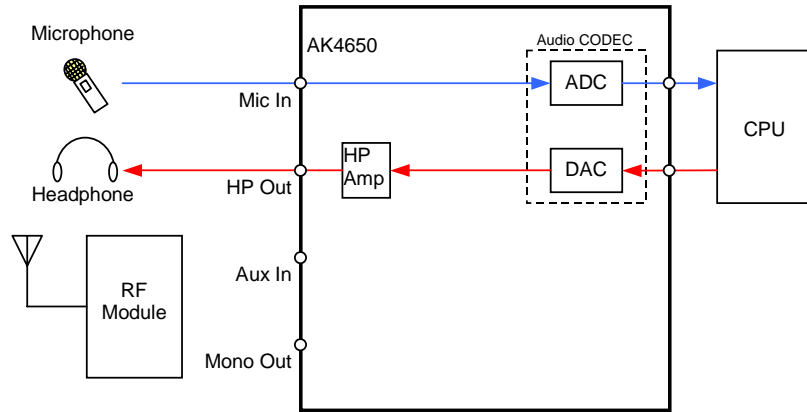 Microphone
AK4650
Audio CODEC
Mic In
ADC
CPU
HP
Amp
DAC
Headphone
HP Out
Aux In
RF
Module
Mono Out